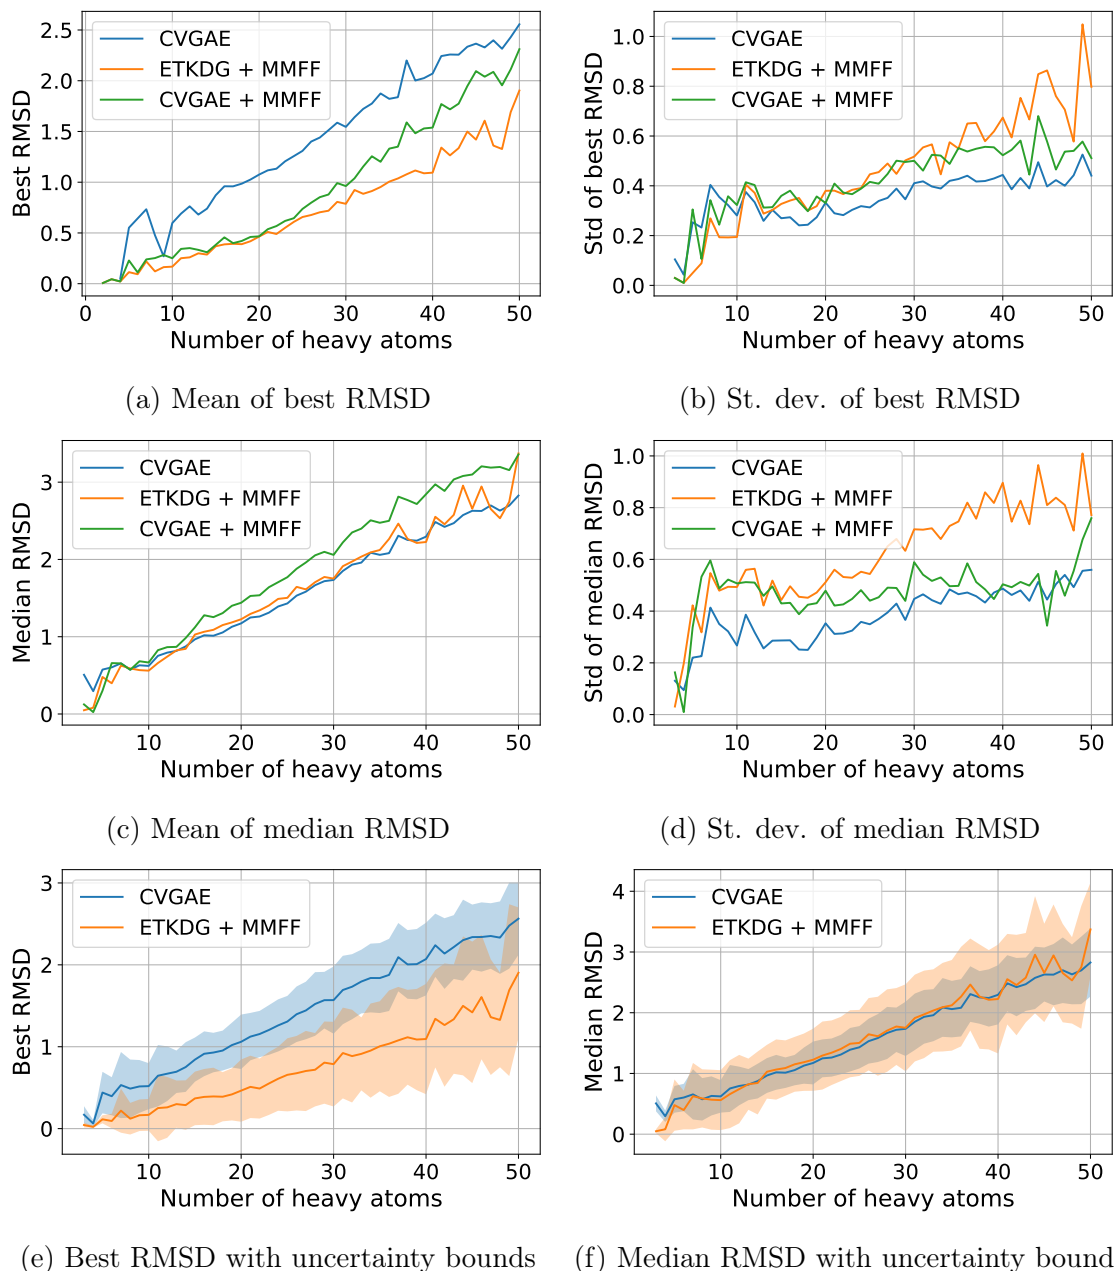 CVGAE
ETKDG + MMFF
CVGAE + MMFF
Best RMSD
2.5
2.0
1.5
1.0
0.5
0.0
0 10 20 30 40 50
Number of heavy atoms
(a) Mean of best RMSD
CVGAE
ETKDG + MMFF
CVGAE + MMFF
Std of best RMSD
1.0
0.8
0.6
0.4
0.2
0.0
10 20 30 40 50
Number of heavy atoms
(b) St. dev. of best RMSD
CVGAE
ETKDG + MMFF
CVGAE + MMFF
Median RMSD
3
2
1
0
10 20 30 40 50
Number of heavy atoms
(c) Mean of median RMSD
CVGAE
ETKDG + MMFF
CVGAE + MMFF
Std of median RMSD
1.0
0.8
0.6
0.4
0.2
0.0
10 20 30 40 50
Number of heavy atoms
(d) St. dev. of median RMSD
CVGAE
ETKDG + MMFF
Best RMSD
3
2
1
0
10 20 30 40 50
Number of heavy atoms
(e) Best RMSD with uncertainty bounds
CVGAE
ETKDG + MMFF
Median RMSD
4
3
2
1
0
10 20 30 40 50
Number of heavy atoms
(f) Median RMSD with uncertainty bound